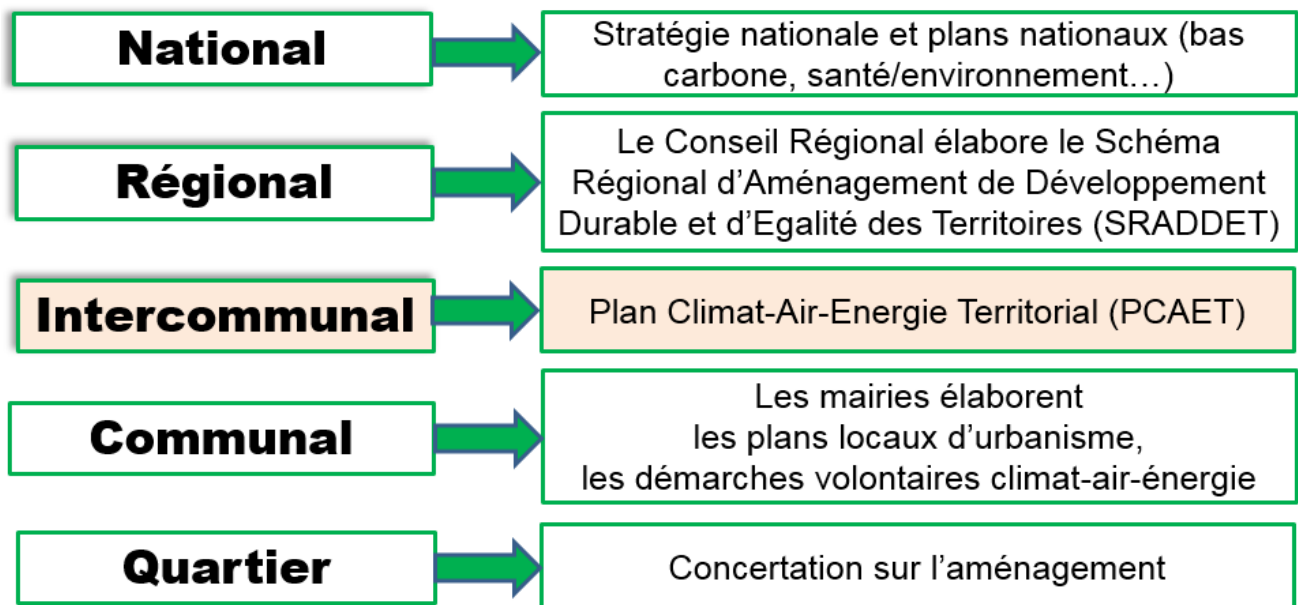 National
Stratégie nationale et plans nationaux (bas
carbone, santé/environnement…)
Régional
Le Conseil Régional élabore le Schéma
Régional d’Aménagement de Développement
Durable et d’Egalité des Territoires (SRADDET)
Intercommunal
Plan Climat-Air-Energie Territorial (PCAET)
Communal
Les mairies élaborent
les plans locaux d’urbanisme,
les démarches volontaires climat-air-énergie
Quartier
Concertation sur l’aménagement